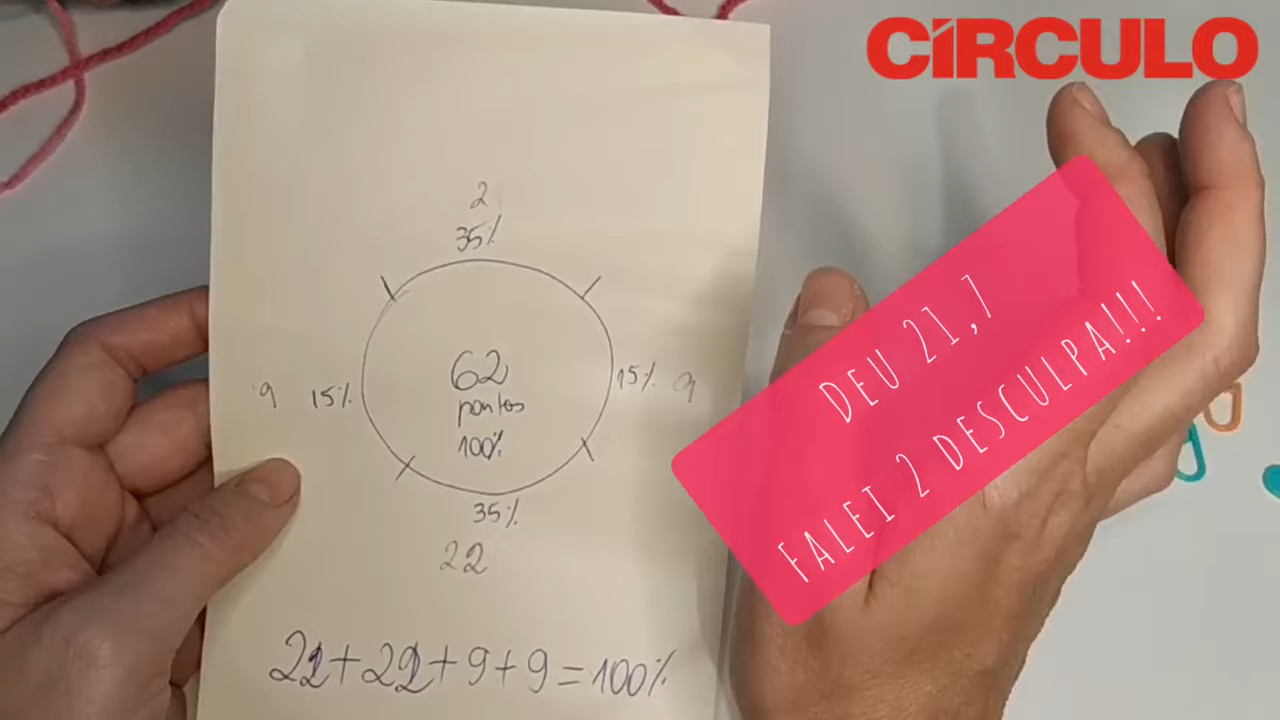 CÍRCULO
2
35%
9 15%
62
pontos
100%
15% 9
35%
22
22+22+9+9=100%
DEU 21,7
FALEI 2 DESCULPA!!!